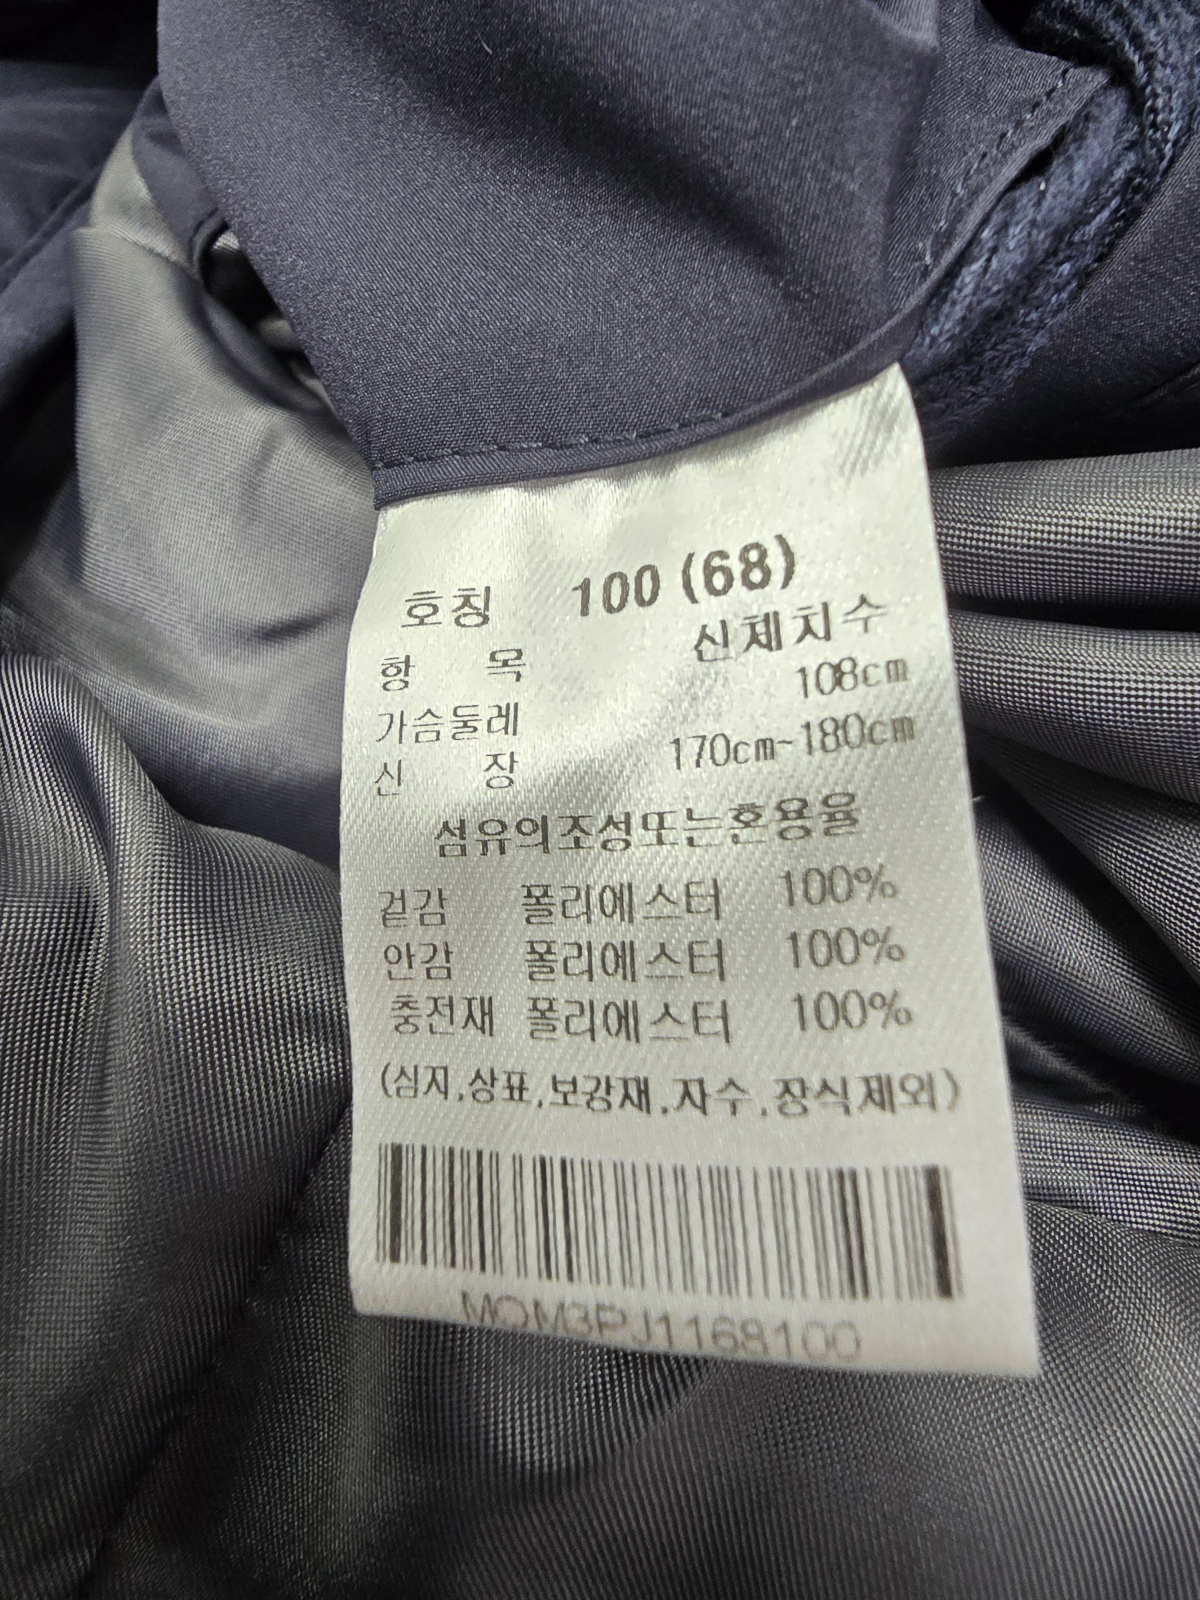 호칭 100 (68)
항 목 신체치수
가슴둘레 108cm
신 장 170cm~180cm
섬유의조성또는혼용율
겉감 폴리에스터 100%
안감 폴리에스터 100%
충전재 폴리에스터 100%
(심지,상표,보강재,자수,장식제외)
MOM3PJ1168100